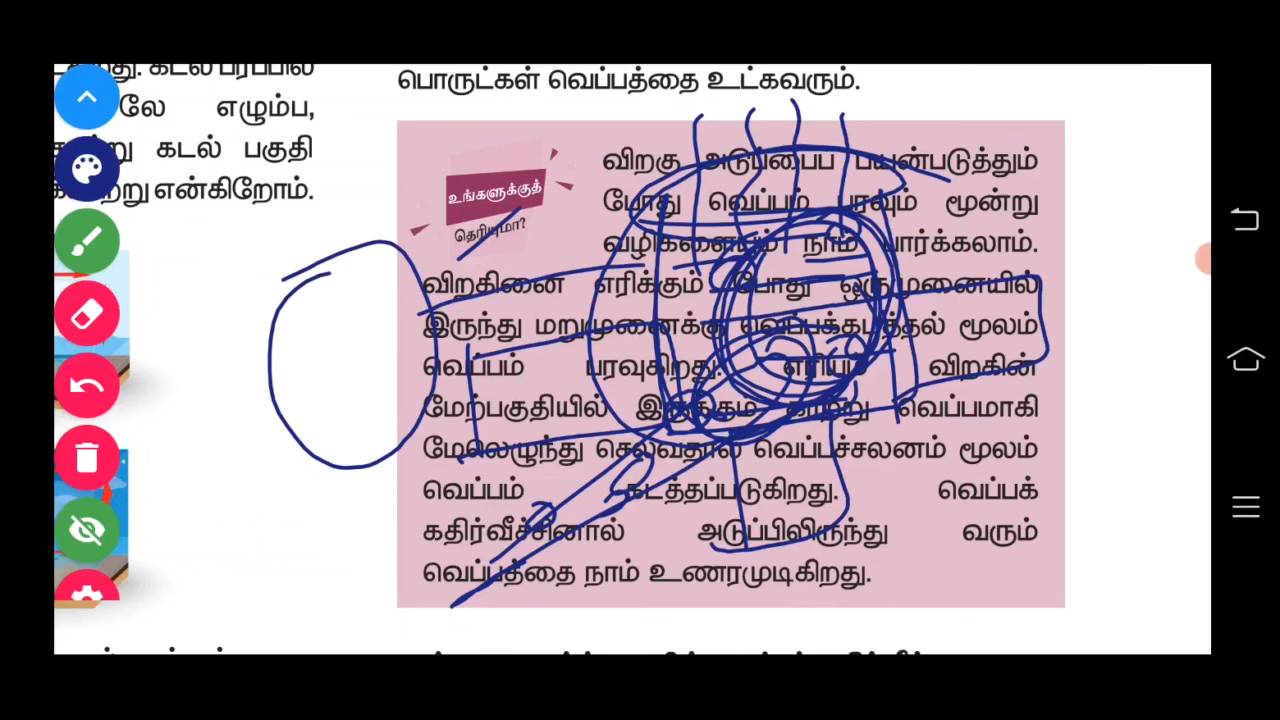 பொருட்கள் வெப்பத்தை உட்கவரும்.
லே எழும்ப,
கடல் பகுதி
என்கிறோம்.
உங்களுக்குத்
தெரியுமா?
விறகு அடுப்பைப் பயன்படுத்தும்
போது வெப்பம் பரவும் மூன்று
வழிகளையும் நாம் பார்க்கலாம்.
விறகினை எரிக்கும் போது ஒருமுனையில்
இருந்து மறுமுனைக்கு வெப்பக்கடத்தல் மூலம்
வெப்பம் பரவுகிறது. எரியும் விறகின்
மேற்பகுதியில் இருக்கும் காற்று வெப்பமாகி
மேலெழுந்து செல்வதால் வெப்பச்சலனம் மூலம்
வெப்பம் கடத்தப்படுகிறது. வெப்பக்
கதிர்வீச்சினால் அடுப்பிலிருந்து வரும்
வெப்பத்தை நாம் உணரமுடிகிறது.